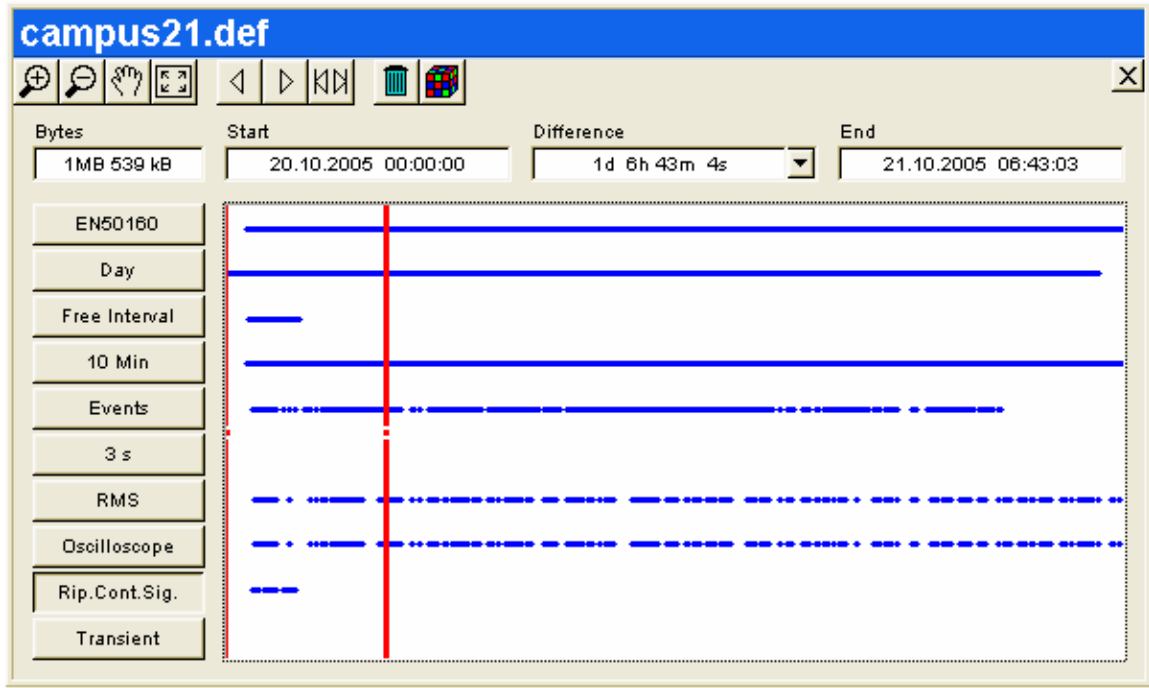 campus21.def
Bytes Start Difference End
1MB 539 kB 20.10.2005 00:00:00 1d 6h 43m 4s 21.10.2005 06:43:03
EN50160
Day
Free Interval
10 Min
Events
3 s
RMS
Oscilloscope
Rip.Cont.Sig.
Transient